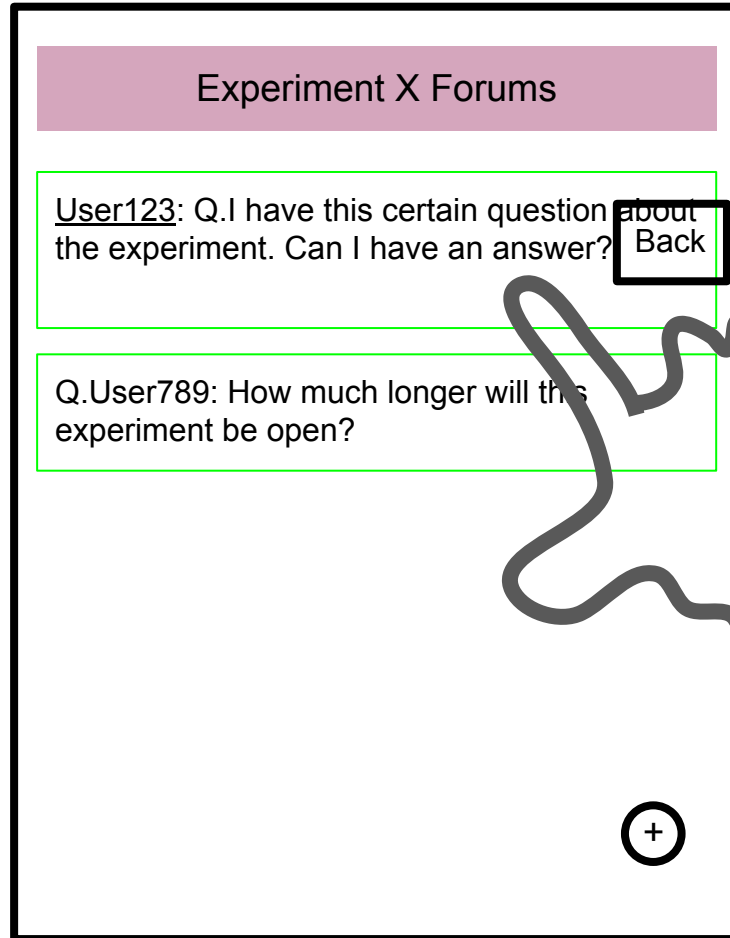 Experiment X Forums
User123: Q.I have this certain question about
the experiment. Can I have an answer?
Back
Q.User789: How much longer will this
experiment be open?
+